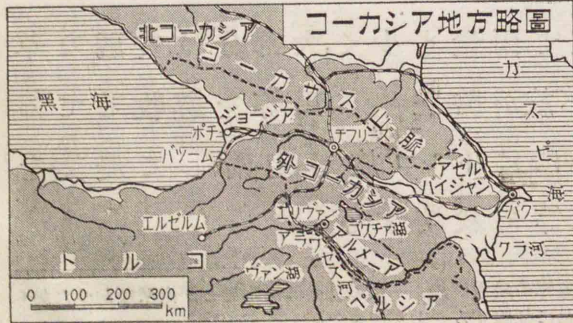 コーカシア地方略圖
北コーカシア
コーカサス山脈
黑海
カスピ海
ジョージア
ポチ
バツーム
チフリース
外コーカシア
アゼルバイジャン
バクー
クラ河
エルゼルム
エリヴァン
ゴクチャ湖
アラクセス河
アルメニア
トルコ
ヴァン湖
ペルシア
0 100 200 300
km